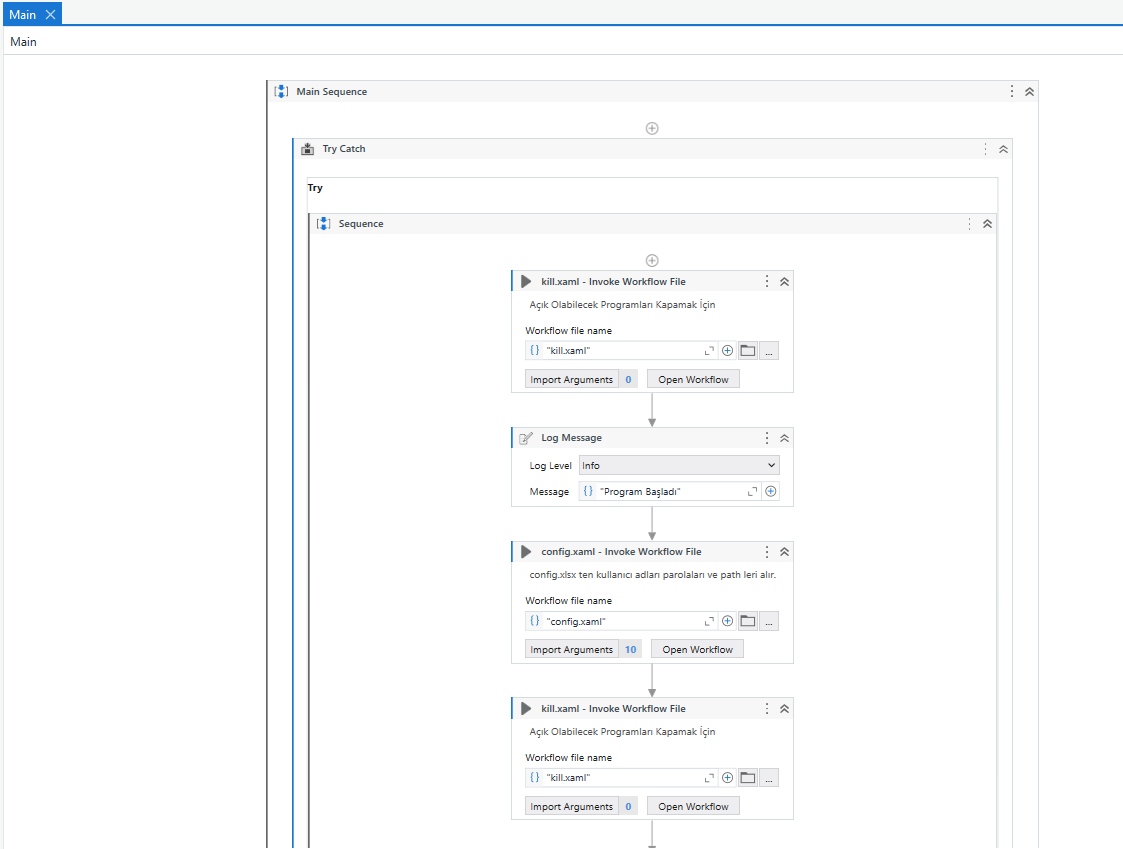 Main
Main
Main Sequence
Try Catch
Try
Sequence
kill.xaml - Invoke Workflow File
Açık Olabilecek Programları Kapamak İçin
Workflow file name
{} "kill.xaml"
...
Import Arguments 0 Open Workflow
Log Message
Log Level Info
Message {} "Program Başladı"
config.xaml - Invoke Workflow File
config.xlsx ten kullanıcı adları parolaları ve path leri alır.
Workflow file name
{} "config.xaml"
...
Import Arguments 10 Open Workflow
kill.xaml - Invoke Workflow File
Açık Olabilecek Programları Kapamak İçin
Workflow file name
{} "kill.xaml"
...
Import Arguments 0 Open Workflow